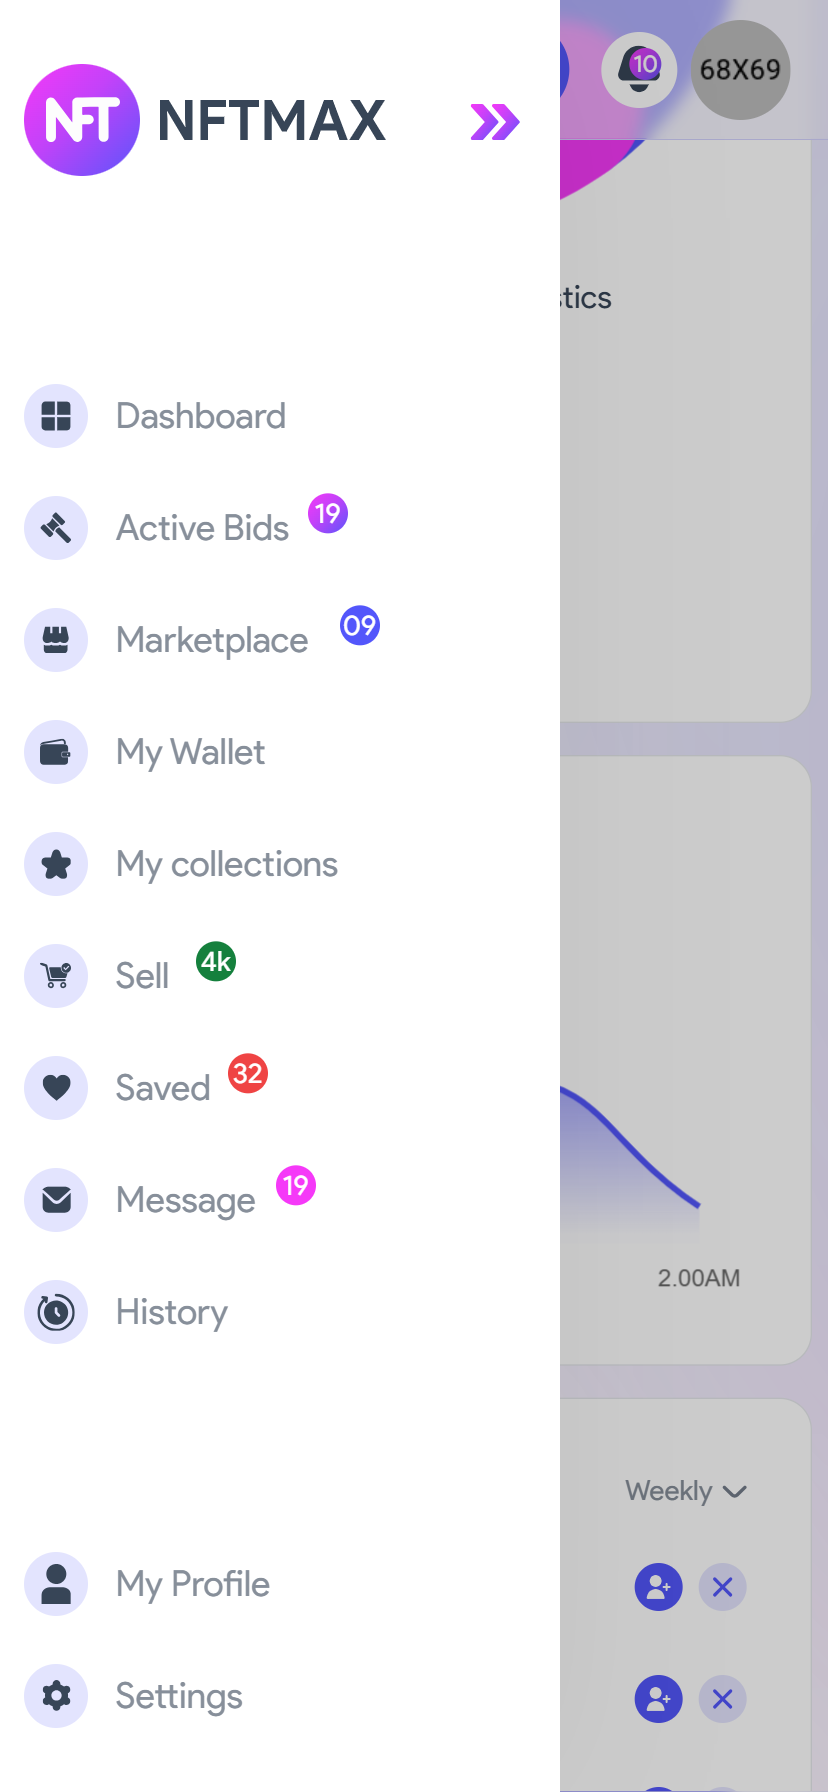 NFT NFTMAX
10
68X69
stics
Dashboard
Active Bids 19
Marketplace 09
My Wallet
My collections
Sell 4k
Saved 32
Message 19
2.00AM
History
Weekly
My Profile
Settings